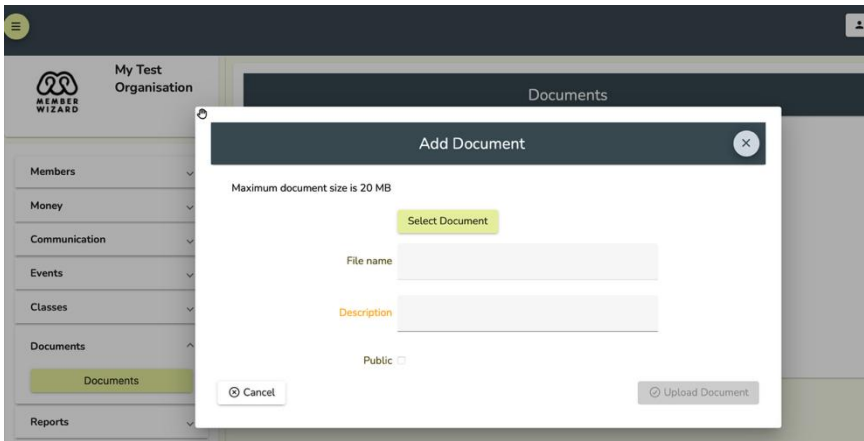 My Test
Organisation
MEMBER
WIZARD
Documents
Add Document
Members
Maximum document size is 20 MB
Money
Select Document
Communication
File name
Events
Classes
Description
Documents
Public
Documents
Cancel
Upload Document
Reports